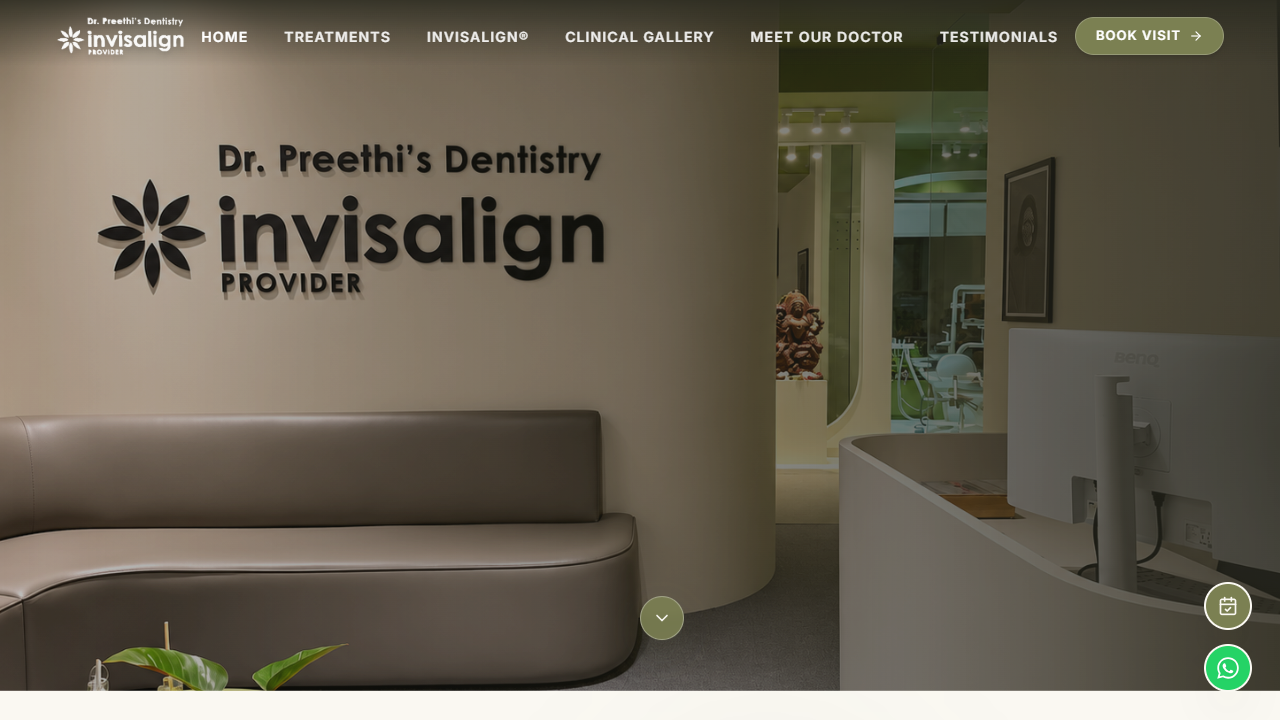 Dr. Preethi's Dentistry
invisalign
PROVIDER
HOME
TREATMENTS
INVISALIGN®
CLINICAL GALLERY
MEET OUR DOCTOR
TESTIMONIALS
BOOK VISIT
Dr. Preethi's Dentistry
invisalign
PROVIDER
BenQ